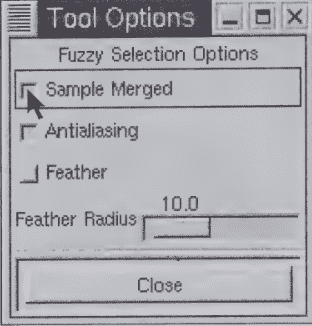 Tool Options
Fuzzy Selection Options
Sample Merged
Antialiasing
Feather
10.0
Feather Radius
Close